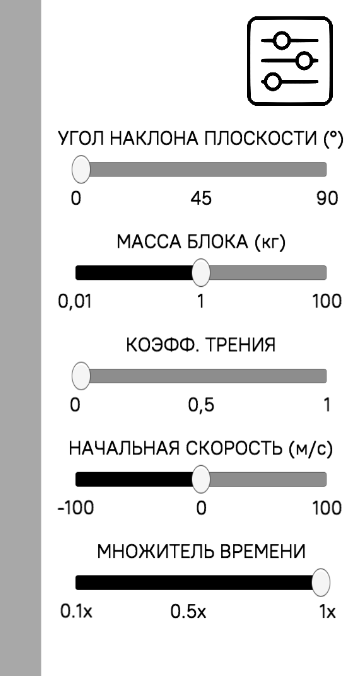 УГОЛ НАКЛОНА ПЛОСКОСТИ (°)
0 45 90
МАССА БЛОКА (кг)
0,01 1 100
КОЭФФ. ТРЕНИЯ
0 0,5 1
НАЧАЛЬНАЯ СКОРОСТЬ (м/с)
-100 0 100
МНОЖИТЕЛЬ ВРЕМЕНИ
0.1x 0.5x 1x